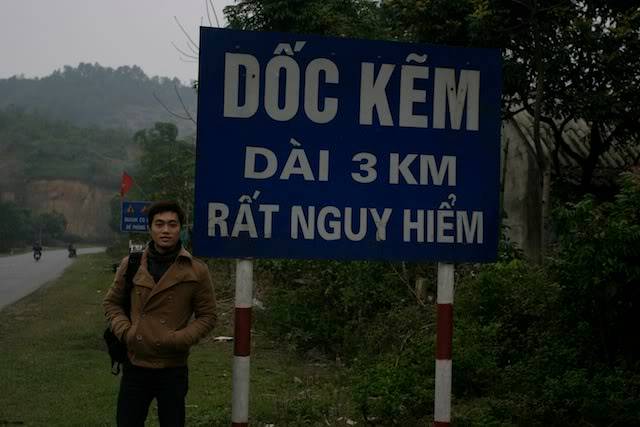 DỐC KẼM
DÀI 3 KM
RẤT NGUY HIỂM